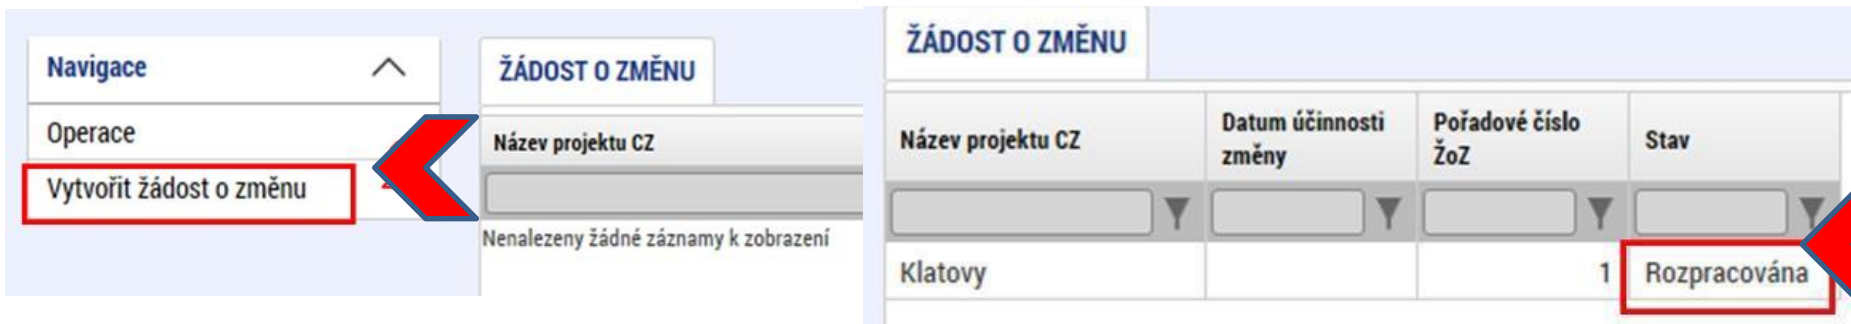 Navigace
Operace
Vytvořit žádost o změnu
ŽÁDOST O ZMĚNU
Název projektu CZ
Nenalezeny žádné záznamy k zobrazení
ŽÁDOST O ZMĚNU
Název projektu CZ
Datum účinnosti
změny
Pořadové číslo
ŽoZ
Stav
Klatovy
1
Rozpracována